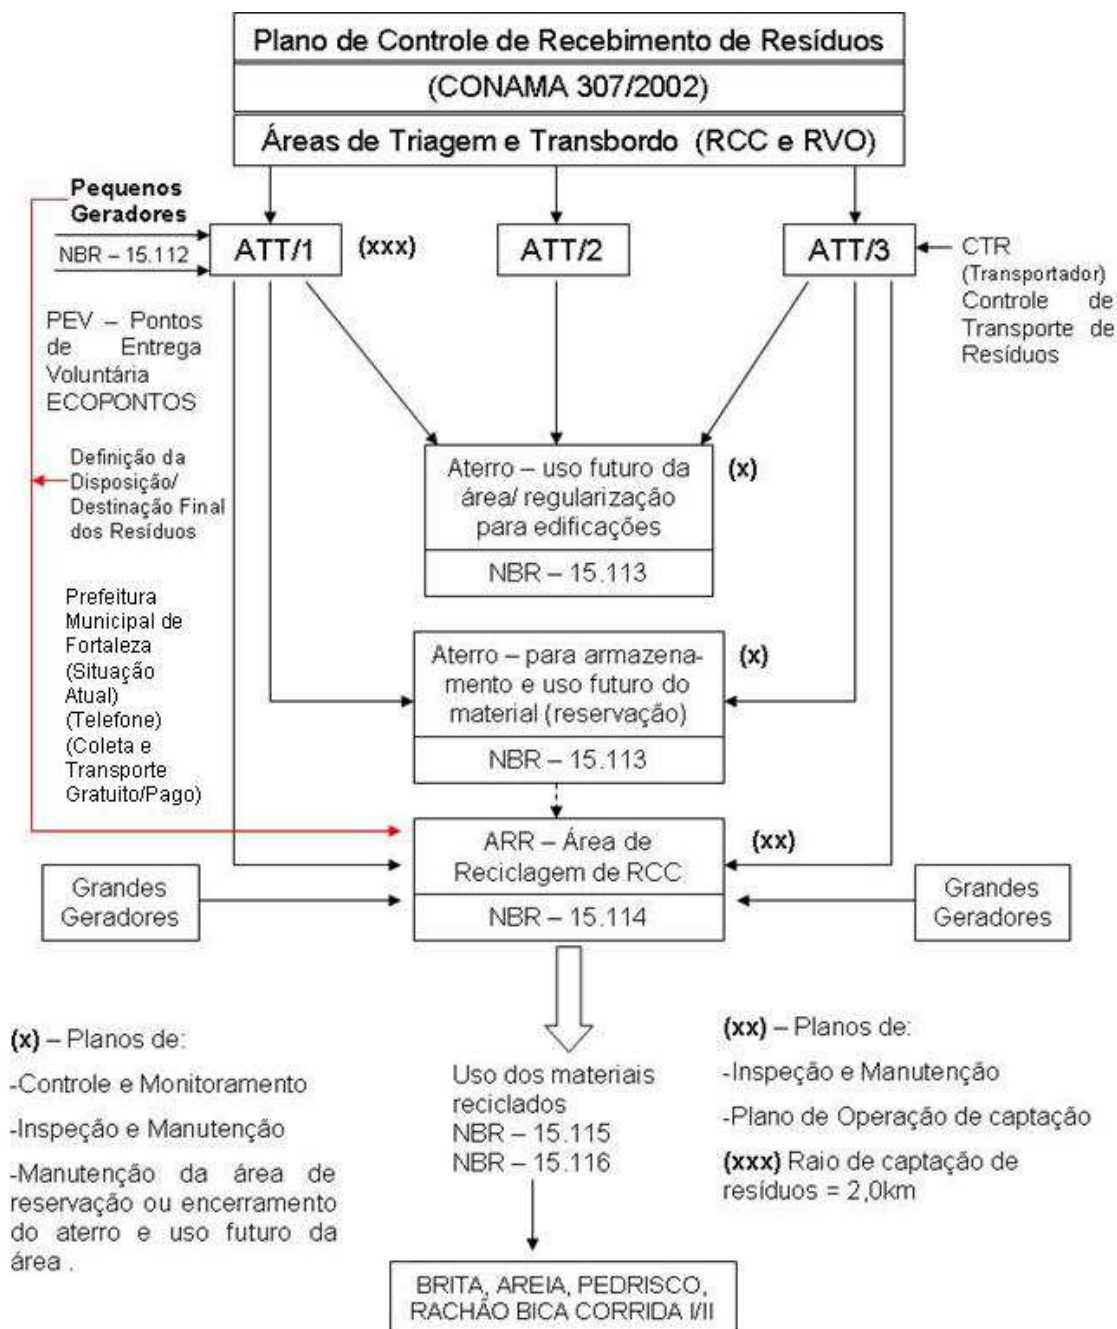 Plano de Controle de Recebimento de Resíduos
(CONAMA 307/2002)
Áreas de Triagem e Transbordo (RCC e RVO)
Pequenos
Geradores
NBR – 15.112
ATT/1
(xxx)
ATT/2
ATT/3
CTR
(Transportador)
Controle de
Transporte de
Resíduos
PEV – Pontos
de Entrega
Voluntária
ECOPONTOS
Definição da
Disposição/
Destinação Final
dos Resíduos
Aterro – uso futuro da
área/ regularização
para edificações
NBR – 15.113
(x)
Prefeitura
Municipal de
Fortaleza
(Situação
Atual)
(Telefone)
(Coleta e
Transporte
Gratuito/Pago)
Aterro – para armazena-
mento e uso futuro do
material (reservação)
NBR – 15.113
(x)
ARR – Área de
Reciclagem de RCC
NBR – 15.114
(xx)
Grandes
Geradores
Grandes
Geradores
(x) – Planos de:
-Controle e Monitoramento
-Inspeção e Manutenção
-Manutenção da área de
reservação ou encerramento
do aterro e uso futuro da
área .
Uso dos materiais
reciclados
NBR – 15.115
NBR – 15.116
(xx) – Planos de:
-Inspeção e Manutenção
-Plano de Operação de captação
(xxx) Raio de captação de
resíduos = 2,0km
BRITA, AREIA, PEDRISCO,
RACHÃO BICA CORRIDA I/II